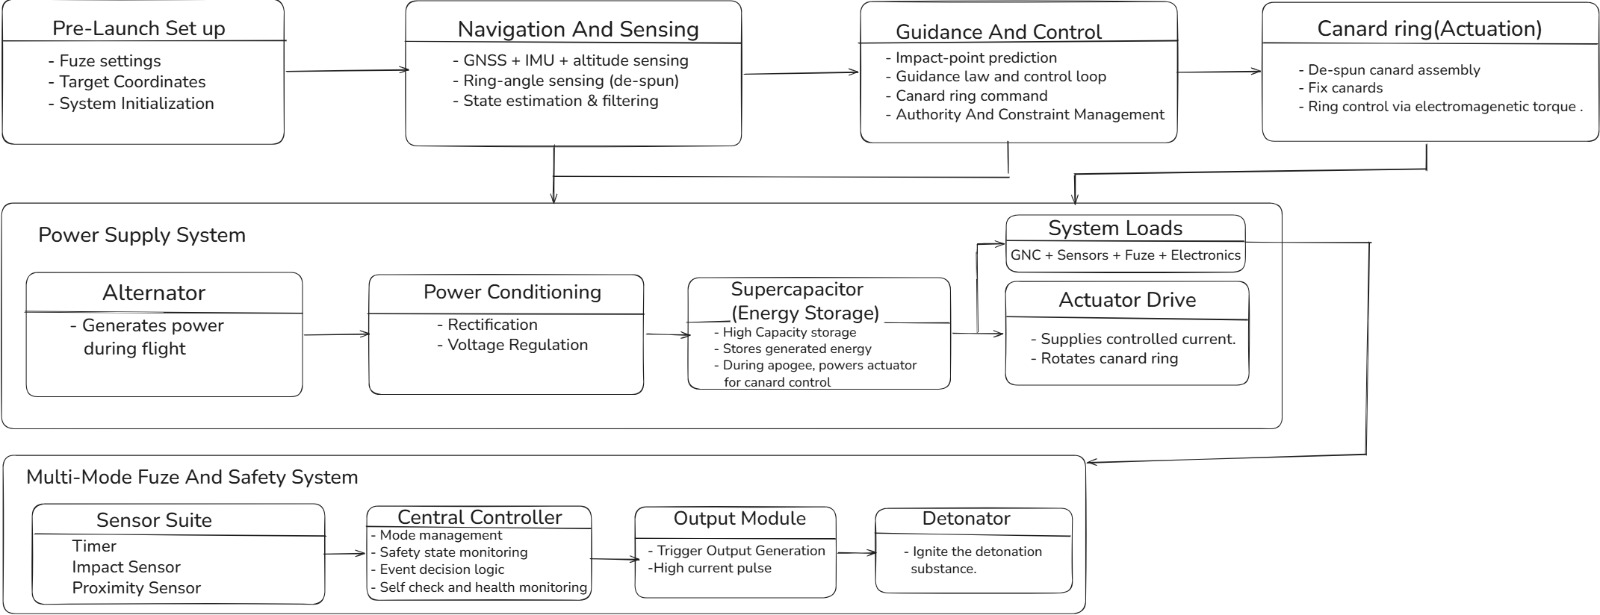 Pre-Launch Set up
- Fuze settings
- Target Coordinates
- System Initialization
Navigation And Sensing
- GNSS + IMU + altitude sensing
- Ring-angle sensing (de-spun)
- State estimation & filtering
Guidance And Control
- Impact-point prediction
- Guidance law and control loop
- Canard ring command
- Authority And Constraint Management
Canard ring(Actuation)
- De-spun canard assembly
- Fix canards
- Ring control via electromagenetic torque .
Power Supply System
Alternator
- Generates power
during flight
Power Conditioning
- Rectification
- Voltage Regulation
Supercapacitor
(Energy Storage)
- High Capacity storage
- Stores generated energy
- During apogee, powers actuator
for canard control
System Loads
GNC + Sensors + Fuze + Electronics
Actuator Drive
- Supplies controlled current.
- Rotates canard ring
Multi-Mode Fuze And Safety System
Sensor Suite
Timer
Impact Sensor
Proximity Sensor
Central Controller
- Mode management
- Safety state monitoring
- Event decision logic
- Self check and health monitoring
Output Module
- Trigger Output Generation
-High current pulse
Detonator
- Ignite the detonation
substance.